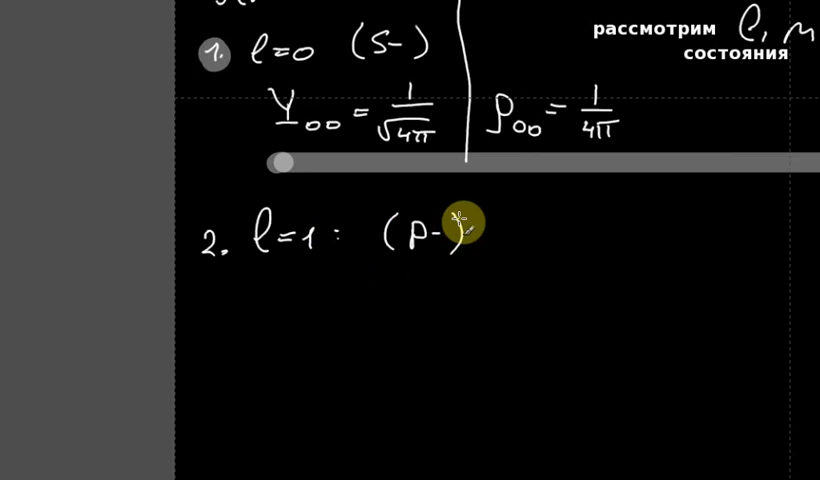 рассмотрим l, m
состояния
1. l=0 (S-)
Y₀₀ = 1/√4π ρ₀₀ = 1/4π
2. l=1: (p-)